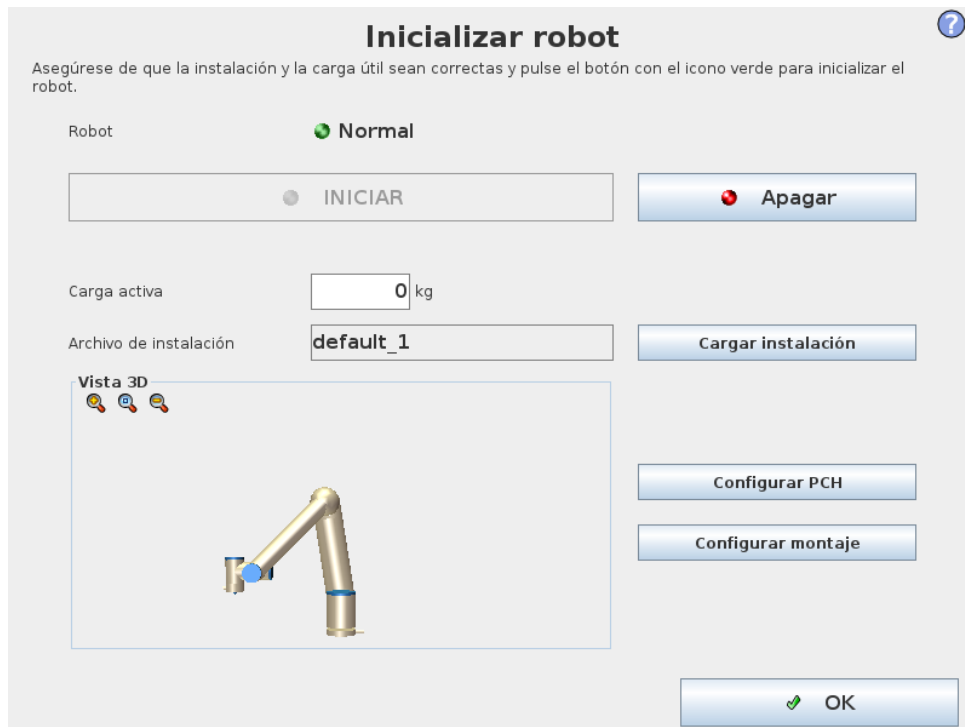 Inicializar robot
?
Asegúrese de que la instalación y la carga útil sean correctas y pulse el botón con el icono verde para inicializar el
robot.
Robot
Normal
INICIAR
Apagar
Carga activa
0 kg
Archivo de instalación
default_1
Cargar instalación
Vista 3D
Configurar PCH
Configurar montaje
OK